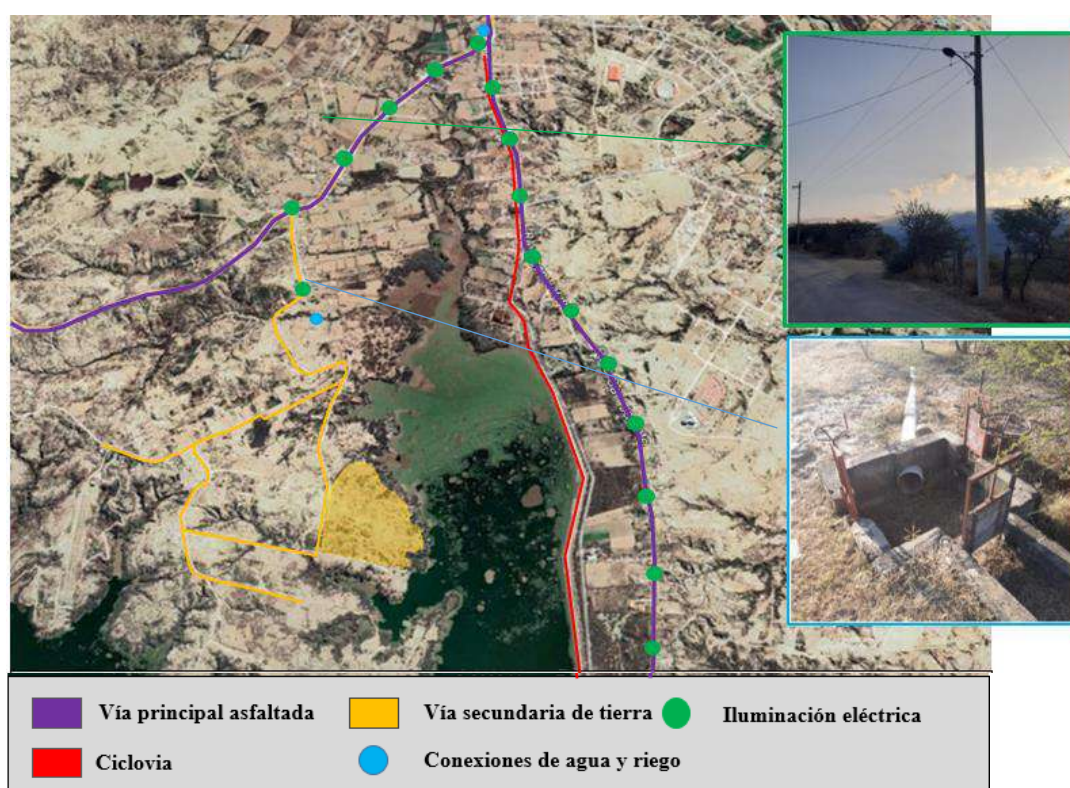 Vía principal asfaltada
Vía secundaria de tierra
Iluminación eléctrica
Ciclovia
Conexiones de agua y riego